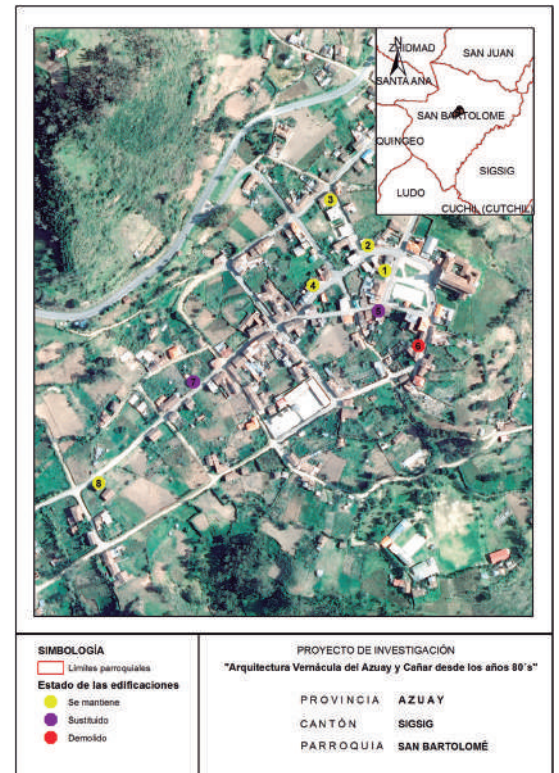 N
ZHIDMAD
SAN JUAN
SANTA ANA
SAN BARTOLOME
QUINGEO
SIGSIG
LUDO
CUCHIL (CUTCHIL)
3
2
1
4
5
6
7
8
SIMBOLOGÍA
Límites parroquiales
Estado de las edificaciones
Se mantiene
Sustituido
Demolido
PROYECTO DE INVESTIGACIÓN
"Arquitectura Vernácula del Azuay y Cañar desde los años 80´s"
PROVINCIA AZUAY
CANTÓN SIGSIG
PARROQUIA SAN BARTOLOMÉ